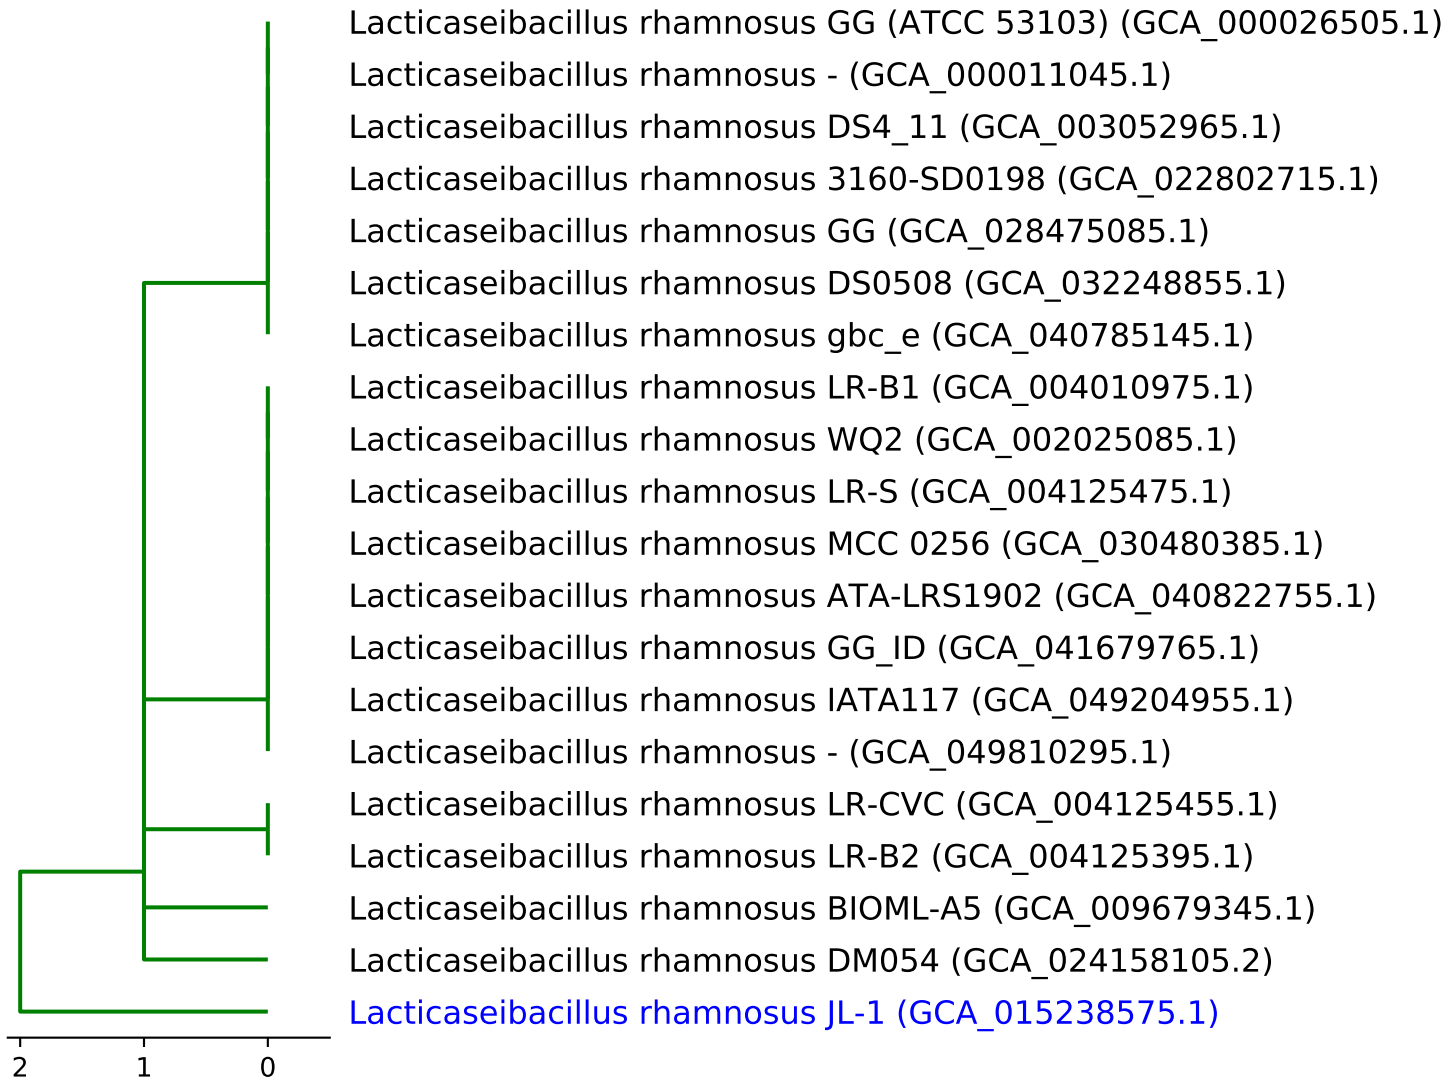 Lacticaseibacillus rhamnosus GG (ATCC 53103) (GCA_000026505.1)
Lacticaseibacillus rhamnosus - (GCA_000011045.1)
Lacticaseibacillus rhamnosus DS4_11 (GCA_003052965.1)
Lacticaseibacillus rhamnosus 3160-SD0198 (GCA_022802715.1)
Lacticaseibacillus rhamnosus GG (GCA_028475085.1)
Lacticaseibacillus rhamnosus DS0508 (GCA_032248855.1)
Lacticaseibacillus rhamnosus gbc_e (GCA_040785145.1)
Lacticaseibacillus rhamnosus LR-B1 (GCA_004010975.1)
Lacticaseibacillus rhamnosus WQ2 (GCA_002025085.1)
Lacticaseibacillus rhamnosus LR-S (GCA_004125475.1)
Lacticaseibacillus rhamnosus MCC 0256 (GCA_030480385.1)
Lacticaseibacillus rhamnosus ATA-LRS1902 (GCA_040822755.1)
Lacticaseibacillus rhamnosus GG_ID (GCA_041679765.1)
Lacticaseibacillus rhamnosus IATA117 (GCA_049204955.1)
Lacticaseibacillus rhamnosus - (GCA_049810295.1)
Lacticaseibacillus rhamnosus LR-CVC (GCA_004125455.1)
Lacticaseibacillus rhamnosus LR-B2 (GCA_004125395.1)
Lacticaseibacillus rhamnosus BIOML-A5 (GCA_009679345.1)
Lacticaseibacillus rhamnosus DM054 (GCA_024158105.2)
Lacticaseibacillus rhamnosus JL-1 (GCA_015238575.1)
2 1 0